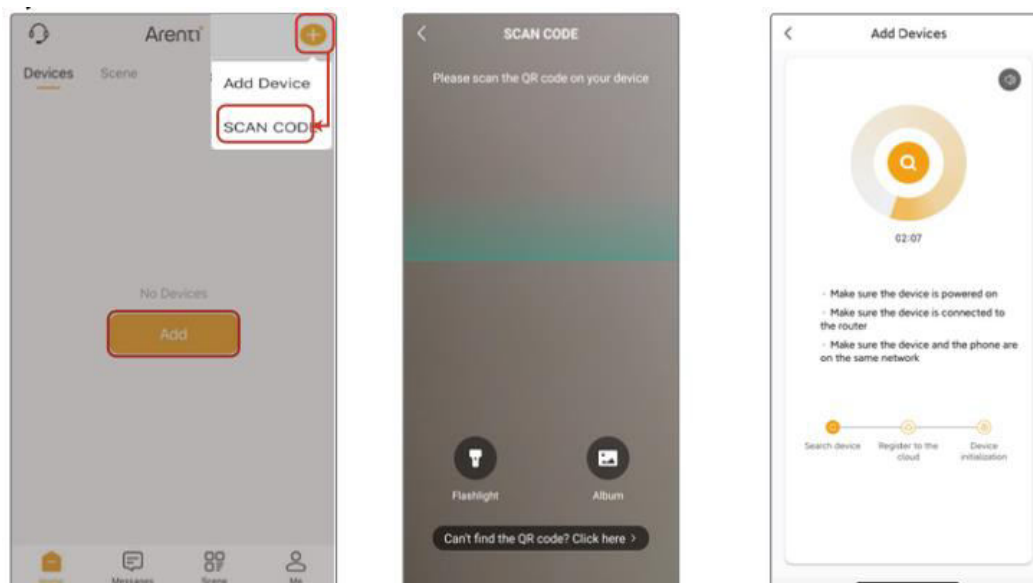 Arenti
Devices Scene
Add Device
SCAN CODE
No Devices
Add
Home Messages Scene Me
SCAN CODE
Please scan the QR code on your device
Flashlight Album
Can't find the QR code? Click here >
Add Devices
02:07
· Make sure the device is powered on
· Make sure the device is connected to
the router
· Make sure the device and the phone are
on the same network
Search device Register to the Device
cloud initialization